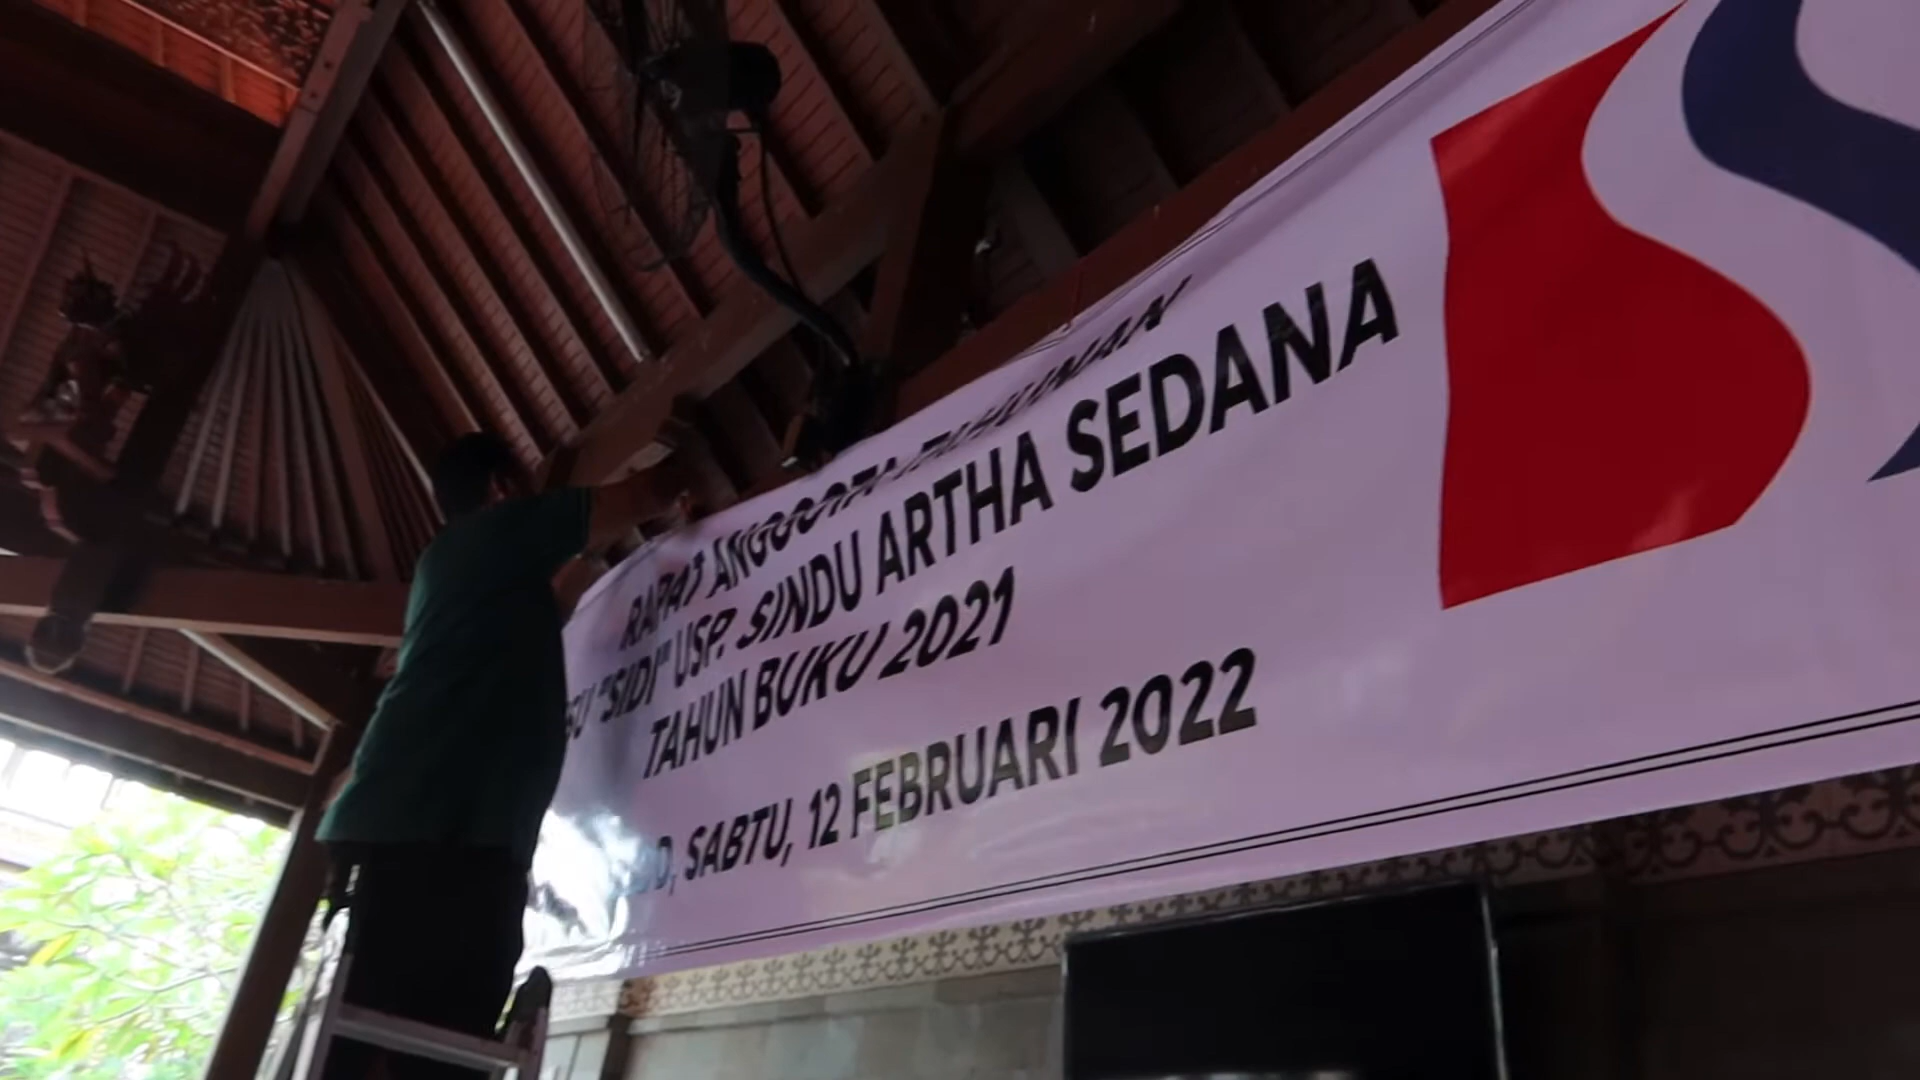 RAPAT ANGGOTA TAHUNAN
"SIDI" USP. SINDU ARTHA SEDANA
TAHUN BUKU 2021
SABTU, 12 FEBRUARI 2022